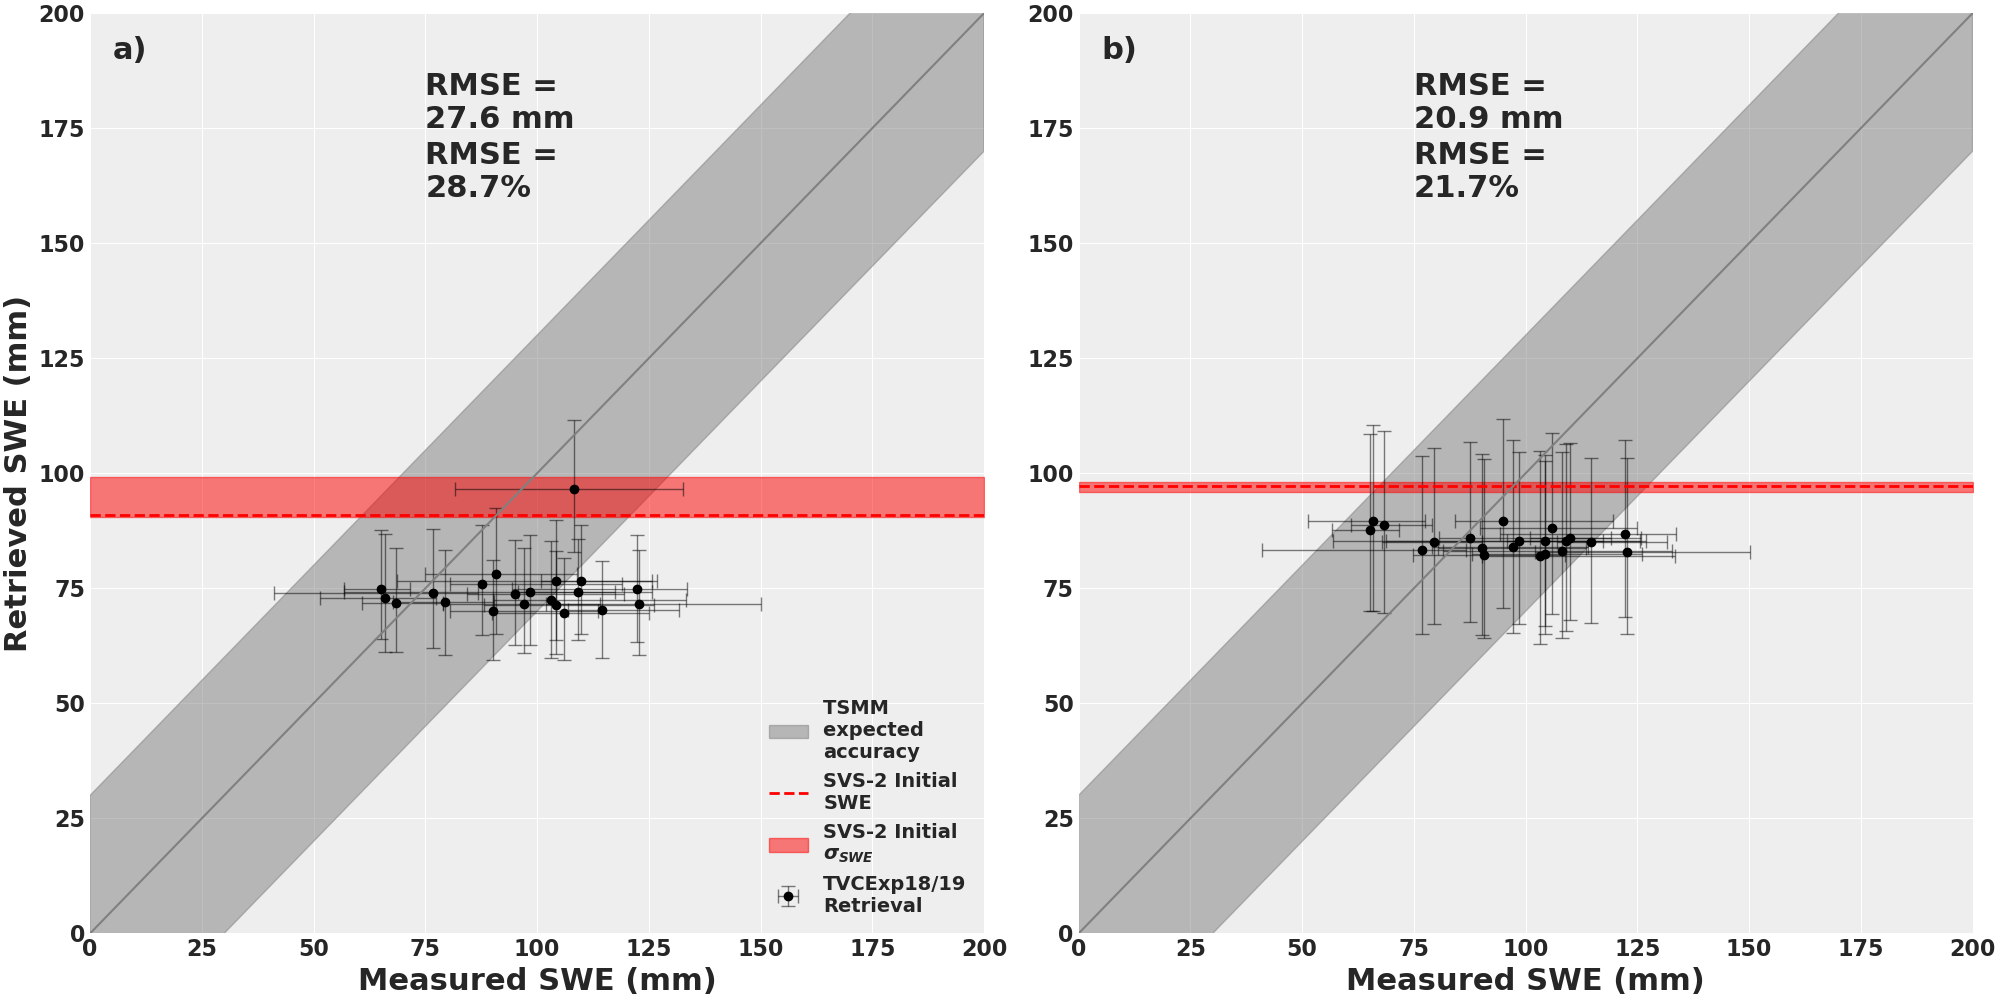 a)
RMSE =
27.6 mm
RMSE =
28.7%
200
175
150
125
100
75
50
25
0
Retrieved SWE (mm)
TSMM
expected
accuracy
SVS-2 Initial
SWE
SVS-2 Initial
σSWE
TVCExp18/19
Retrieval
0 25 50 75 100 125 150 175 200
Measured SWE (mm)
b)
RMSE =
20.9 mm
RMSE =
21.7%
200
175
150
125
100
75
50
25
0
0 25 50 75 100 125 150 175 200
Measured SWE (mm)